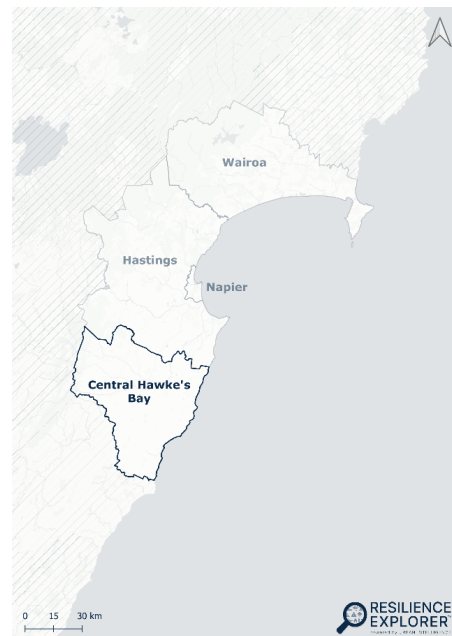 Wairoa
Hastings
Napier
Central Hawke's
Bay
0 15 30 km
RESILIENCE
EXPLORER